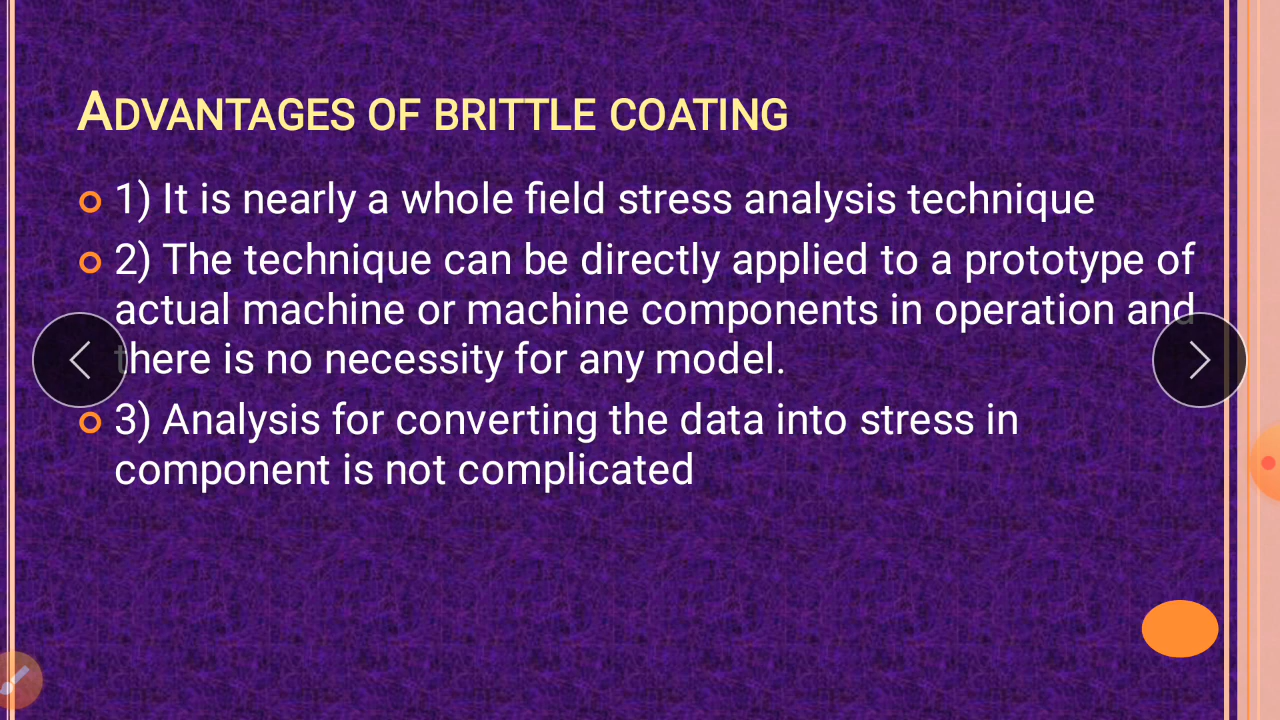 ADVANTAGES OF BRITTLE COATING
1) It is nearly a whole field stress analysis technique
2) The technique can be directly applied to a prototype of
actual machine or machine components in operation and
there is no necessity for any model.
3) Analysis for converting the data into stress in
component is not complicated